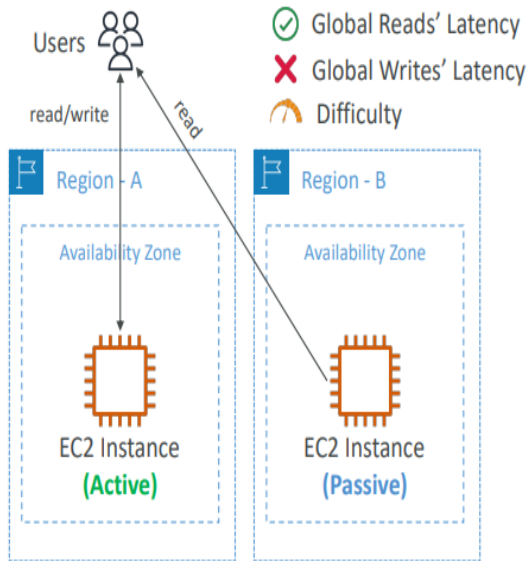 Users
Global Reads' Latency
Global Writes' Latency
Difficulty
read/write
read
Region - A
Region - B
Availability Zone
Availability Zone
EC2 Instance
(Active)
EC2 Instance
(Passive)